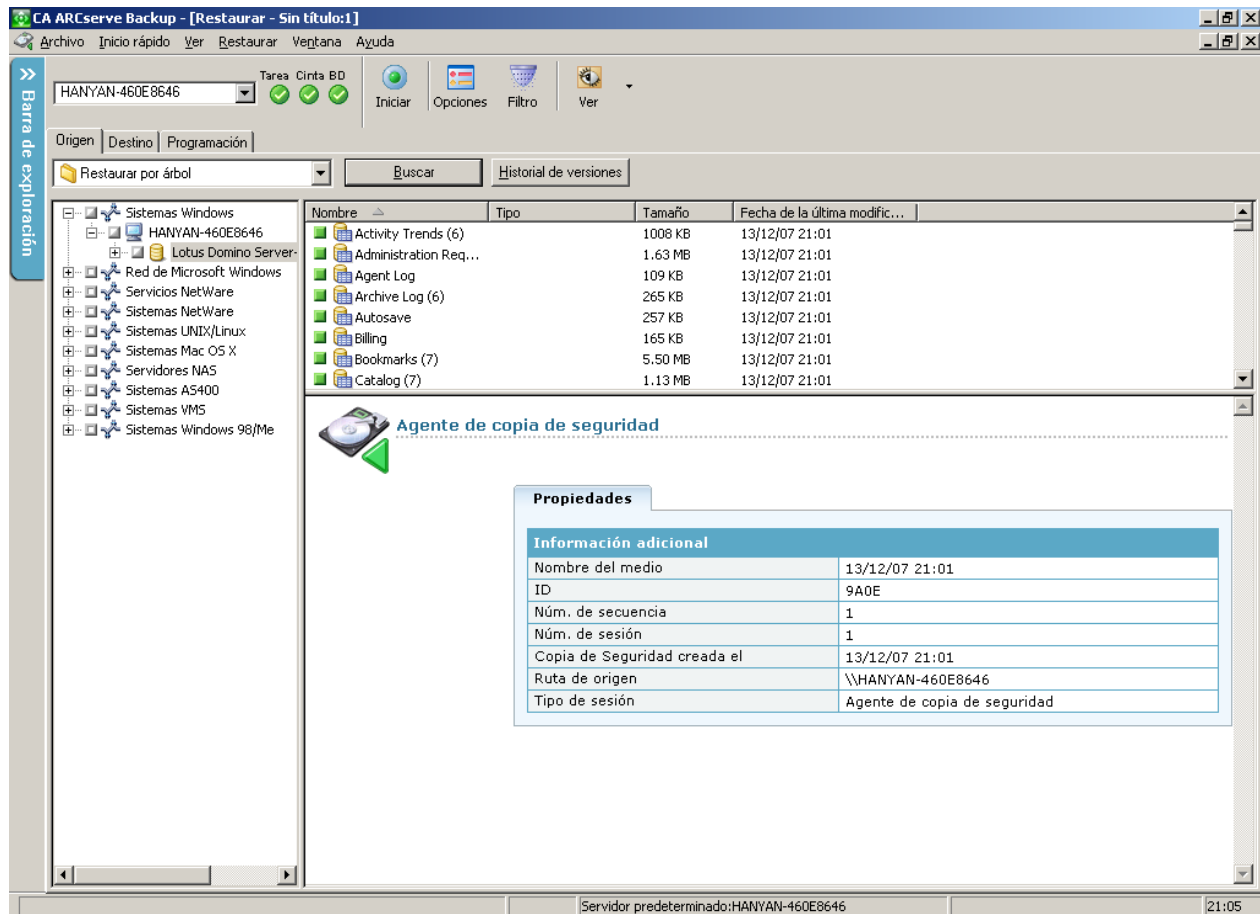 CA ARCserve Backup - [Restaurar - Sin título:1]
Archivo Inicio rápido Ver Restaurar Ventana Ayuda
Barra de exploración
HANYAN-460E8646
Tarea Cinta BD
Iniciar
Opciones
Filtro
Ver
Origen
Destino
Programación
Restaurar por árbol
Buscar
Historial de versiones
Sistemas Windows
HANYAN-460E8646
Lotus Domino Server-
Red de Microsoft Windows
Servicios NetWare
Sistemas NetWare
Sistemas UNIX/Linux
Sistemas Mac OS X
Servidores NAS
Sistemas AS400
Sistemas VMS
Sistemas Windows 98/Me
Nombre Tipo Tamaño Fecha de la última modific...
Activity Trends (6) 1008 KB 13/12/07 21:01
Administration Req... 1.63 MB 13/12/07 21:01
Agent Log 109 KB 13/12/07 21:01
Archive Log (6) 265 KB 13/12/07 21:01
Autosave 257 KB 13/12/07 21:01
Billing 165 KB 13/12/07 21:01
Bookmarks (7) 5.50 MB 13/12/07 21:01
Catalog (7) 1.13 MB 13/12/07 21:01
Agente de copia de seguridad
Propiedades
Información adicional
Nombre del medio 13/12/07 21:01
ID 9A0E
Núm. de secuencia 1
Núm. de sesión 1
Copia de Seguridad creada el 13/12/07 21:01
Ruta de origen \\HANYAN-460E8646
Tipo de sesión Agente de copia de seguridad
Servidor predeterminado:HANYAN-460E8646
21:05